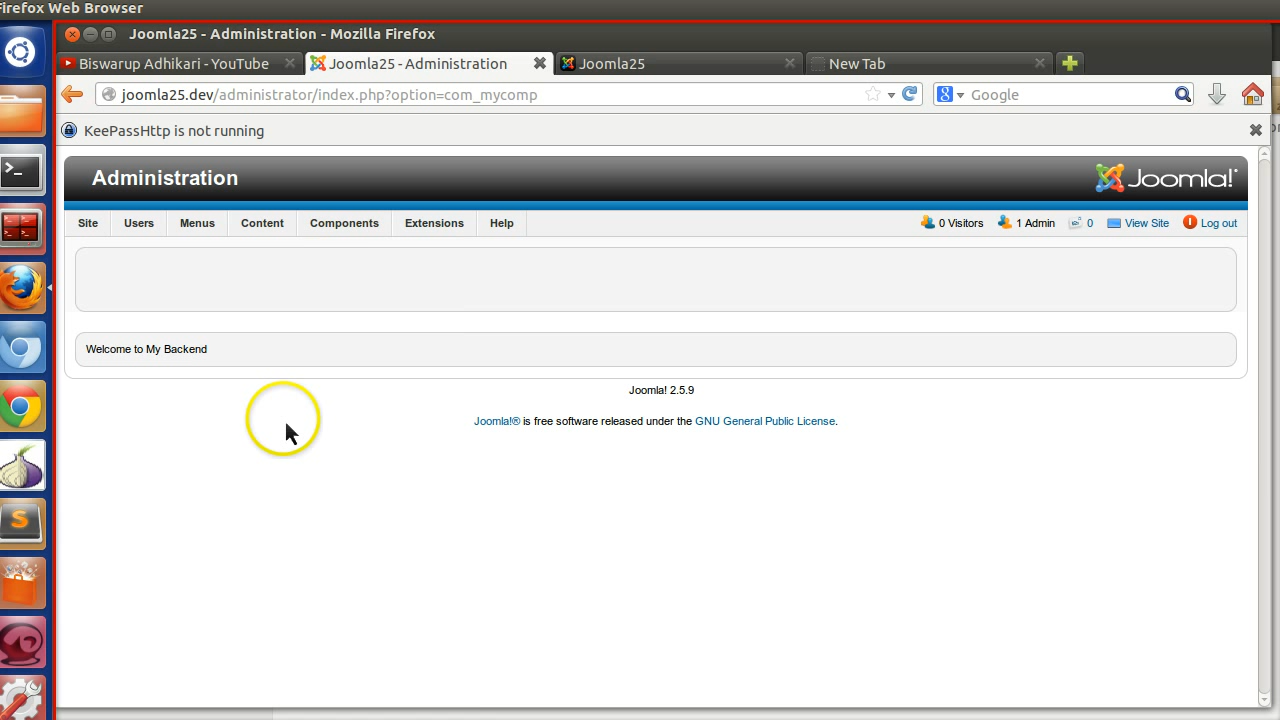 Firefox Web Browser
Joomla25 - Administration - Mozilla Firefox
Biswarup Adhikari - YouTube
Joomla25 - Administration
Joomla25
New Tab
joomla25.dev/administrator/index.php?option=com_mycomp
Google
KeePassHttp is not running
Administration
Joomla!
Site Users Menus Content Components Extensions Help
0 Visitors 1 Admin 0 View Site Log out
Welcome to My Backend
Joomla! 2.5.9
Joomla!® is free software released under the GNU General Public License.